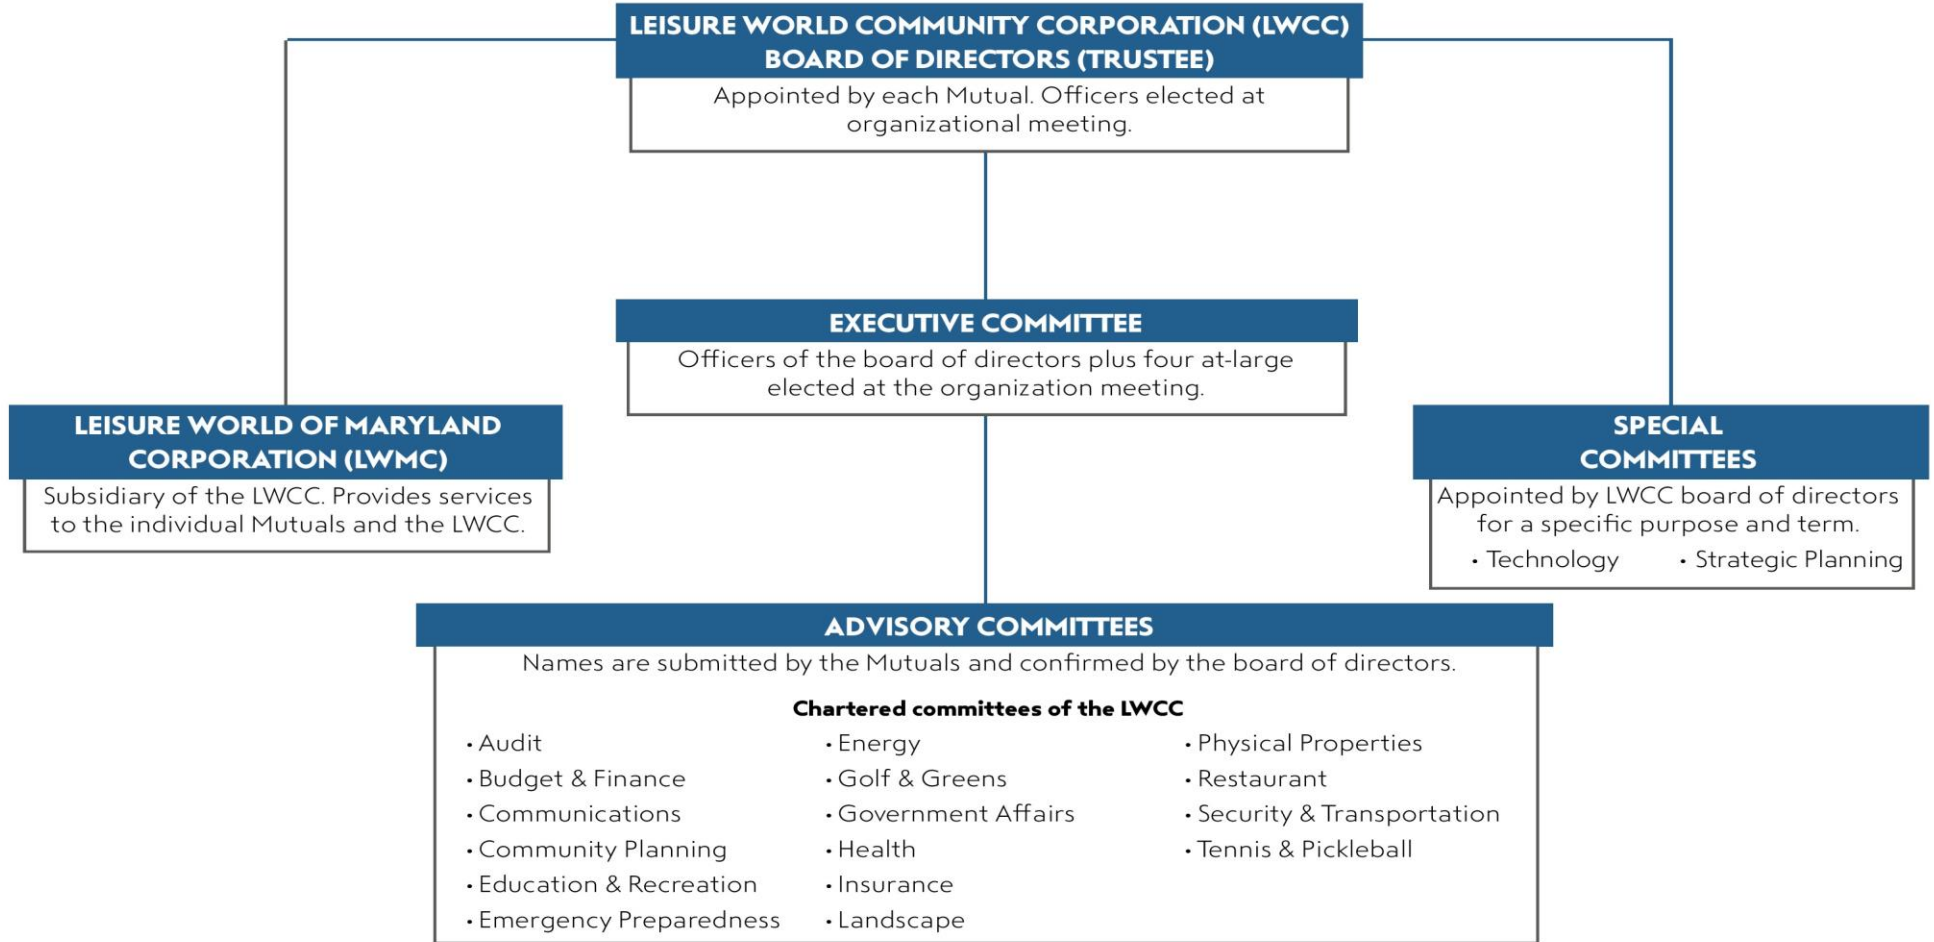 LEISURE WORLD COMMUNITY CORPORATION (LWCC)
BOARD OF DIRECTORS (TRUSTEE)
Appointed by each Mutual. Officers elected at
organizational meeting.
EXECUTIVE COMMITTEE
Officers of the board of directors plus four at-large
elected at the organization meeting.
LEISURE WORLD OF MARYLAND
CORPORATION (LWMC)
Subsidiary of the LWCC. Provides services
to the individual Mutuals and the LWCC.
SPECIAL
COMMITTEES
Appointed by LWCC board of directors
for a specific purpose and term.
• Technology • Strategic Planning
ADVISORY COMMITTEES
Names are submitted by the Mutuals and confirmed by the board of directors.
Chartered committees of the LWCC
• Audit
• Budget & Finance
• Communications
• Community Planning
• Education & Recreation
• Emergency Preparedness
• Energy
• Golf & Greens
• Government Affairs
• Health
• Insurance
• Landscape
• Physical Properties
• Restaurant
• Security & Transportation
• Tennis & Pickleball